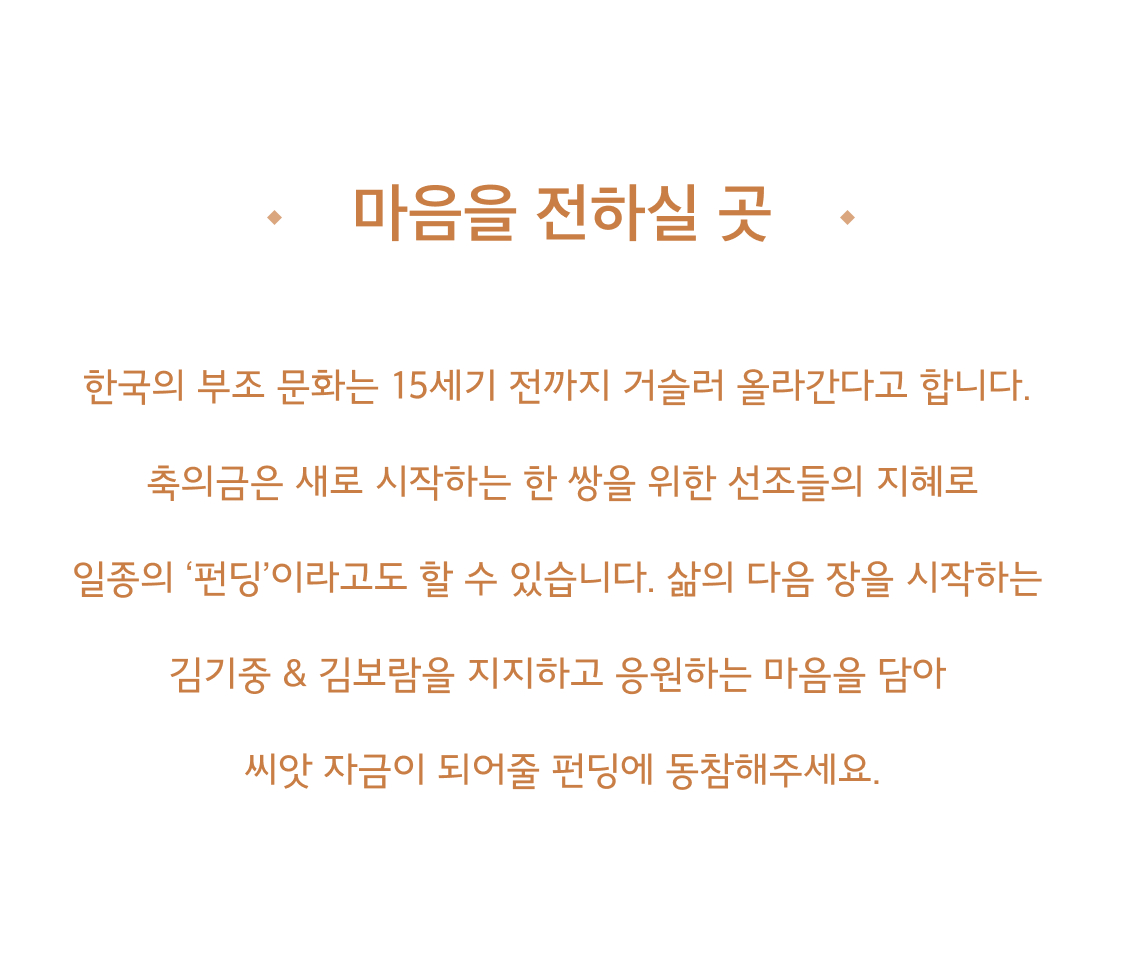 마음을 전하실 곳
한국의 부조 문화는 15세기 전까지 거슬러 올라간다고 합니다.
축의금은 새로 시작하는 한 쌍을 위한 선조들의 지혜로
일종의 ‘펀딩’이라고도 할 수 있습니다. 삶의 다음 장을 시작하는
김기중 & 김보람을 지지하고 응원하는 마음을 담아
씨앗 자금이 되어줄 펀딩에 동참해주세요.